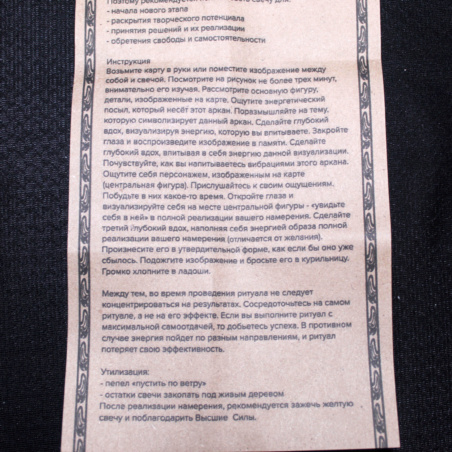 Поэтому рекомендуется свечу для:
- начала нового этапа
- раскрытия творческого потенциала
- принятия решений и их реализации
- обретения свободы и самостоятельности
Инструкция
Возьмите карту в руки или поместите изображение между
собой и свечой. Посмотрите на рисунок не более трех минут,
внимательно его изучая. Рассмотрите основную фигуру,
детали, изображенные на карте. Ощутите энергетический
посыл, который несёт этот аркан. Поразмышляйте на тему,
которую символизирует данный аркан. Сделайте глубокий
вдох, визуализируя энергию, которую вы впитываете. Закройте
глаза и воспроизведите изображение в памяти. Сделайте
глубокий вдох, впитывая в себя энергию данной визуализации.
Почувствуйте, как вы напитываетесь вибрациями этого аркана.
Ощутите себя персонажем, изображенным на карте
(центральная фигура). Прислушайтесь к своим ощущениям.
Побудьте в них какое-то время. Откройте глаза и
визуализируйте себя на месте центральной фигуры - «увидьте
себя в ней» в полной реализации вашего намерения. Сделайте
третий глубокий вдох, наполняя себя энергией образа полной
реализации вашего намерения (отличается от желания).
Произнесите его в утвердительной форме, как если бы оно уже
сбылось. Подожгите изображение и бросьте его в курильницу.
Громко хлопните в ладоши.
Между тем, во время проведения ритуала не следует
концентрироваться на результатах. Сосредоточьтесь на самом
ритуале, а не на его эффекте. Если вы выполните ритуал с
максимальной самоотдачей, то добьетесь успеха. В противном
случае энергия пойдет по разным направлениям, и ритуал
потеряет свою эффективность.
Утилизация:
- пепел «пустить по ветру»
- остатки свечи закопать под живым деревом
После реализации намерения, рекомендуется зажечь желтую
свечу и поблагодарить Высшие Силы.